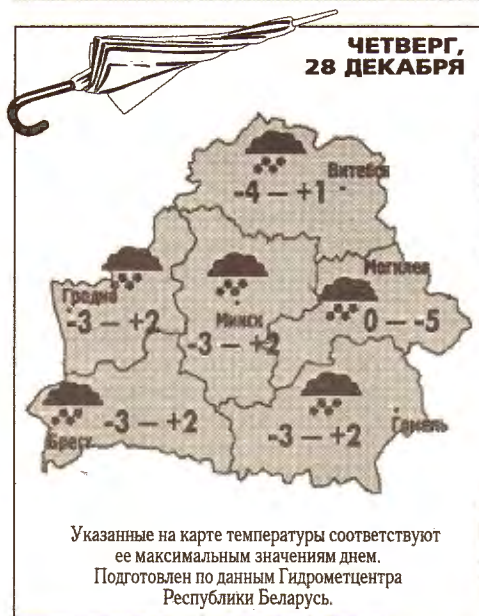 ЧЕТВЕРГ,
28 ДЕКАБРЯ
Витебск
-4 — +1
Могилев
Гродна
0 — -5
-3 — +2
Минск
-3 — +2
Брест
-3 — +2
-3 — +2
Гомель
Указанные на карте температуры соответствуют
ее максимальным значениям днем.
Подготовлен по данным Гидрометцентра
Республики Беларусь.